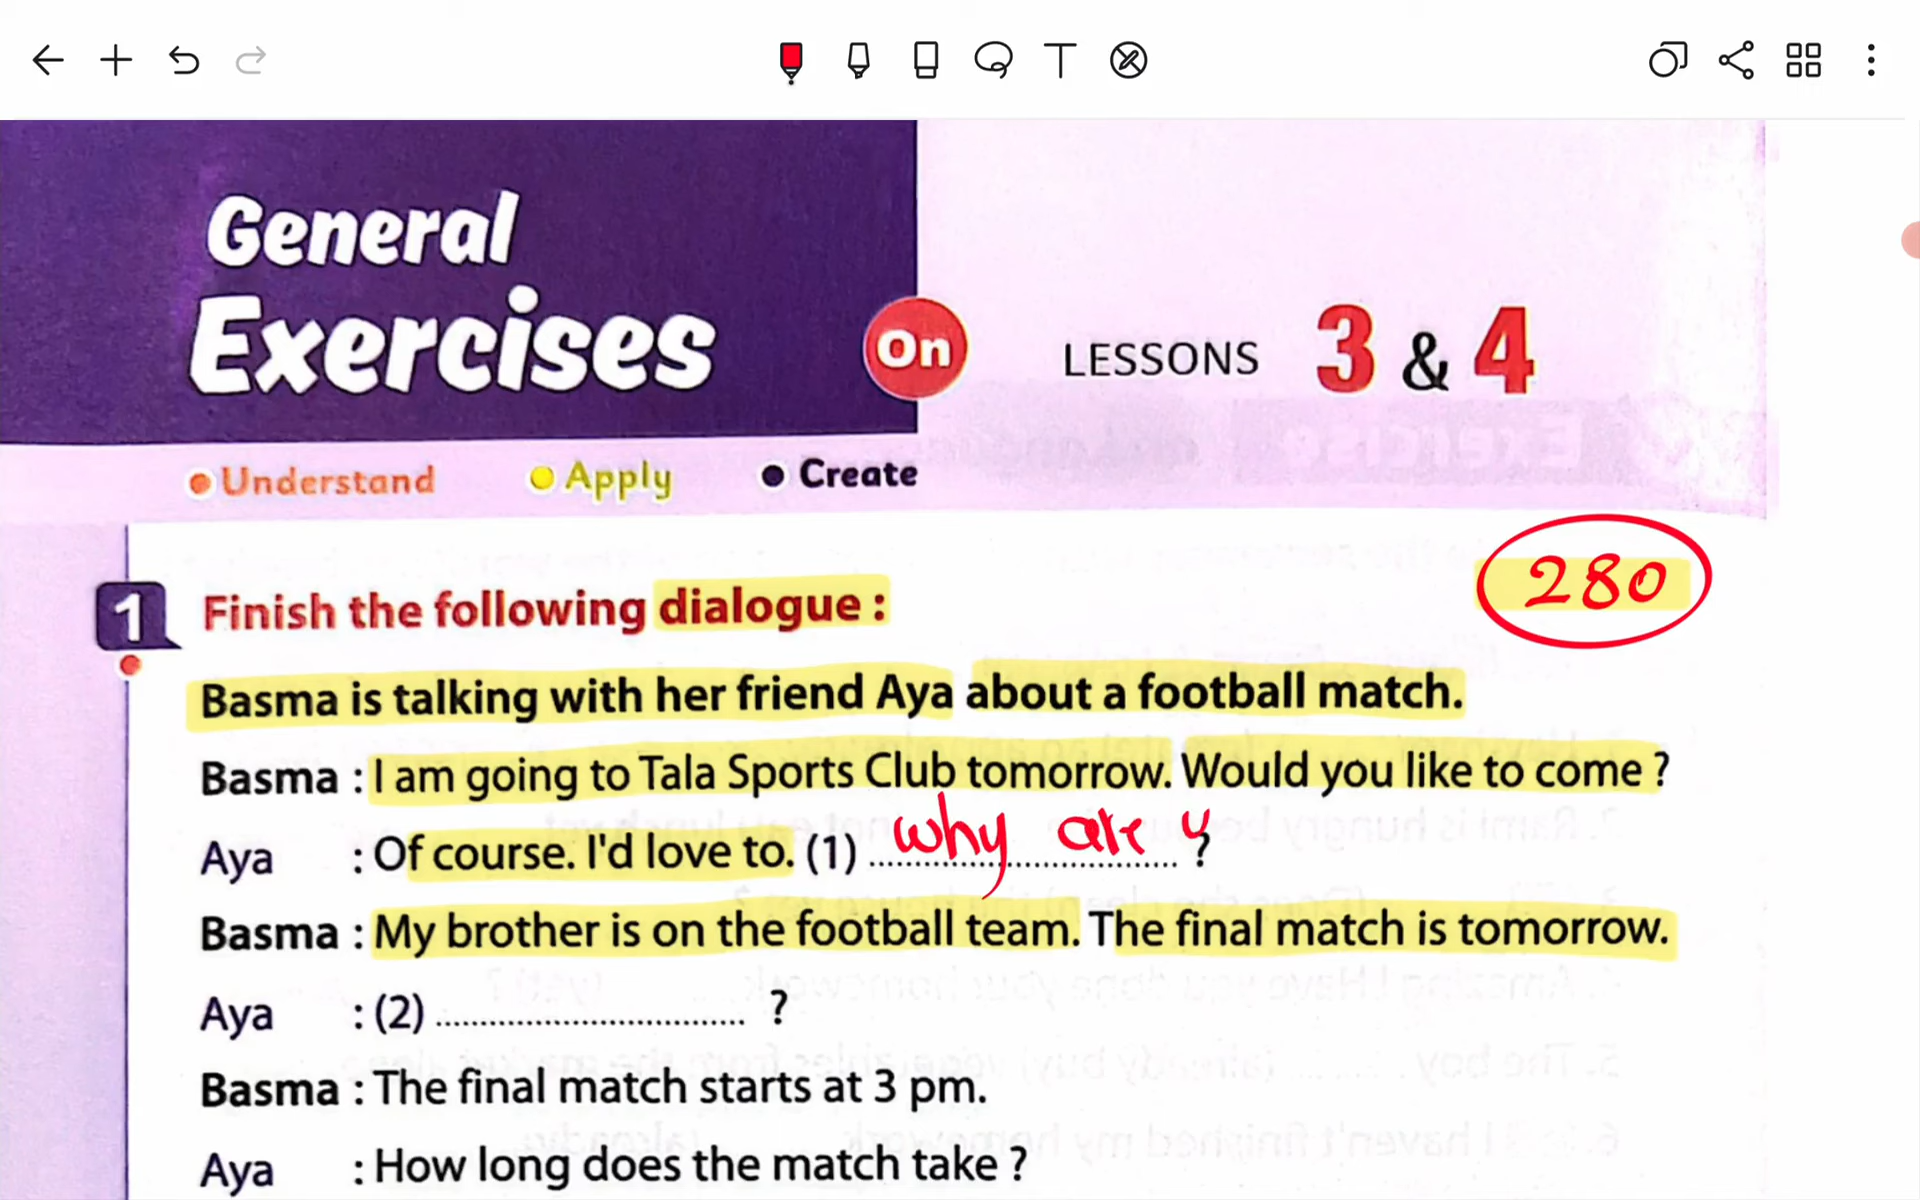 General
Exercises
On
LESSONS 3 & 4
Understand Apply Create
280
1 Finish the following dialogue :
Basma is talking with her friend Aya about a football match.
Basma : I am going to Tala Sports Club tomorrow. Would you like to come ?
Aya : Of course. I'd love to. (1) why are y ?
Basma : My brother is on the football team. The final match is tomorrow.
Aya : (2) ................................ ?
Basma : The final match starts at 3 pm.
Aya : How long does the match take ?